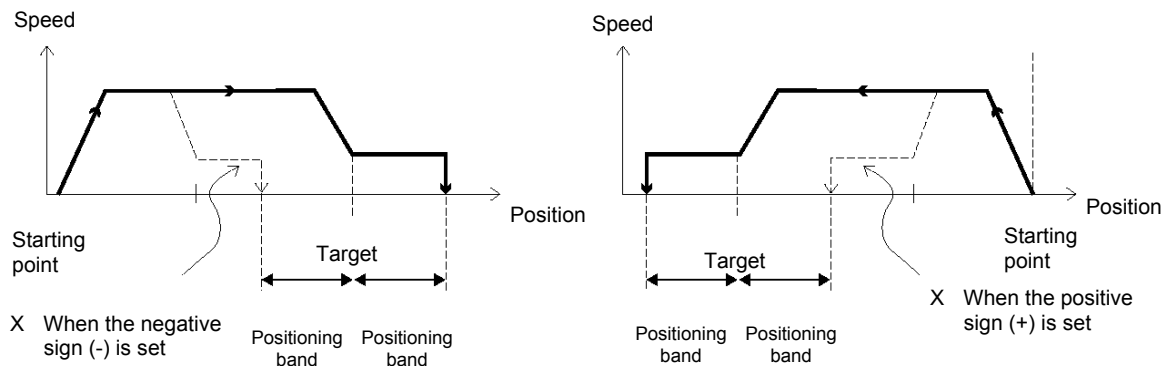 Speed
Position
Starting
point
Target
X When the negative
sign (-) is set
Positioning
band
Positioning
band
Speed
Position
Starting
point
Target
X When the positive
sign (+) is set
Positioning
band
Positioning
band